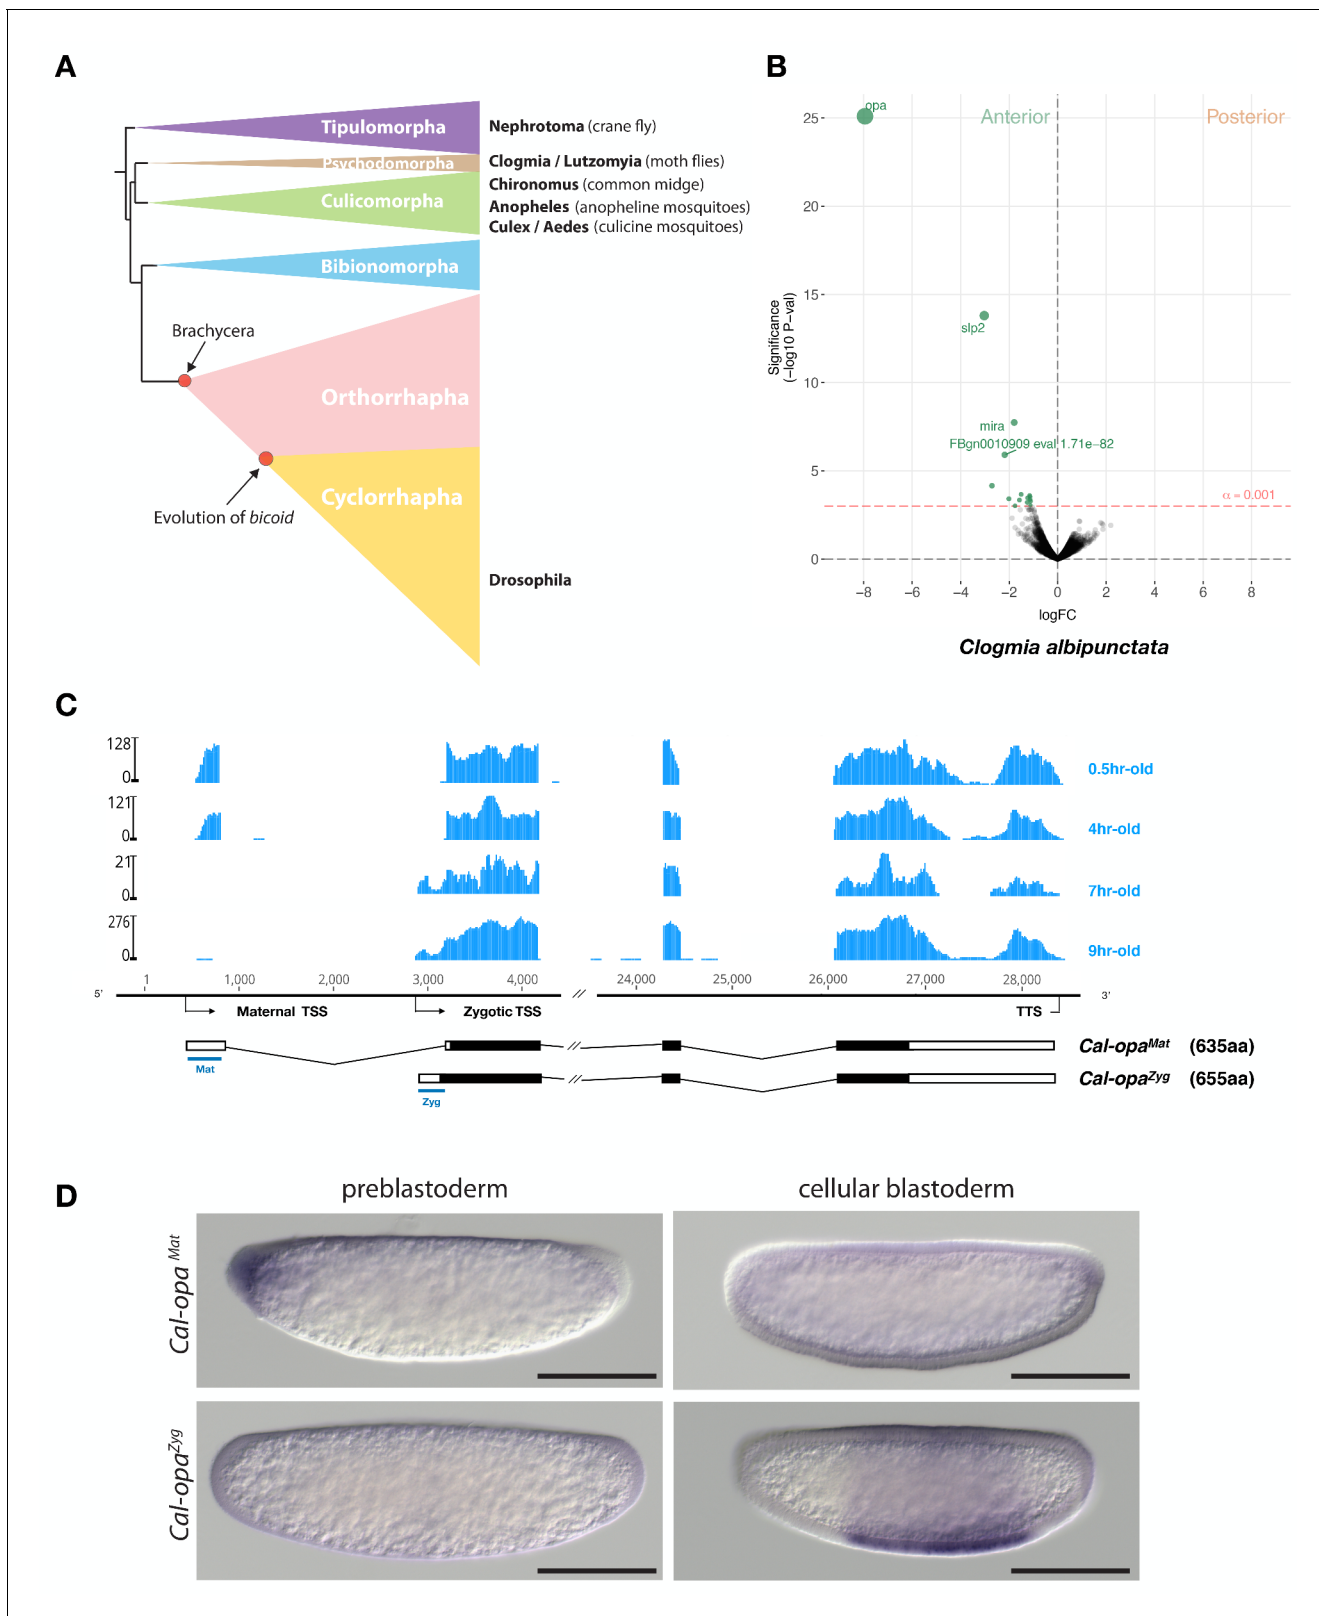 A
Tipulomorpha
Nephrotoma (crane fly)
Psychodomorpha
Clogmia / Lutzomyia (moth flies)
Chironomus (common midge)
Culicomorpha
Anopheles (anopheline mosquitoes)
Culex / Aedes (culicine mosquitoes)
Bibionomorpha
Brachycera
Orthorrhapha
Cyclorrhapha
Evolution of bicoid
Drosophila
B
opa
Anterior
Posterior
25
20
15
10
5
0
Significance
(−log10 P−val)
slp2
mira
FBgn0010909 eval 1.71e−82
α = 0.001
−8 −6 −4 −2 0 2 4 6 8
logFC
Clogmia albipunctata
C
128
0
0.5hr-old
121
0
4hr-old
21
0
7hr-old
276
0
9hr-old
1 1,000 2,000 3,000 4,000 24,000 25,000 26,000 27,000 28,000
5' // 3'
Maternal TSS Zygotic TSS TTS
// Cal-opaMat (635aa)
Mat
// Cal-opaZyg (655aa)
Zyg
D
preblastoderm cellular blastoderm
Cal-opa Mat
Cal-opaZyg